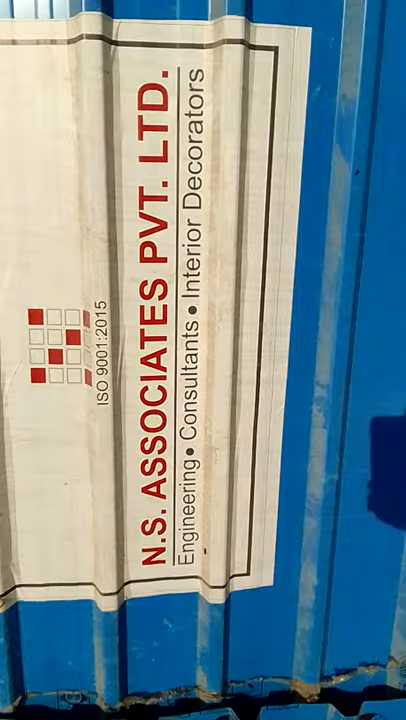 ISO 9001:2015
N.S. ASSOCIATES PVT. LTD.
Engineering • Consultants • Interior Decorators